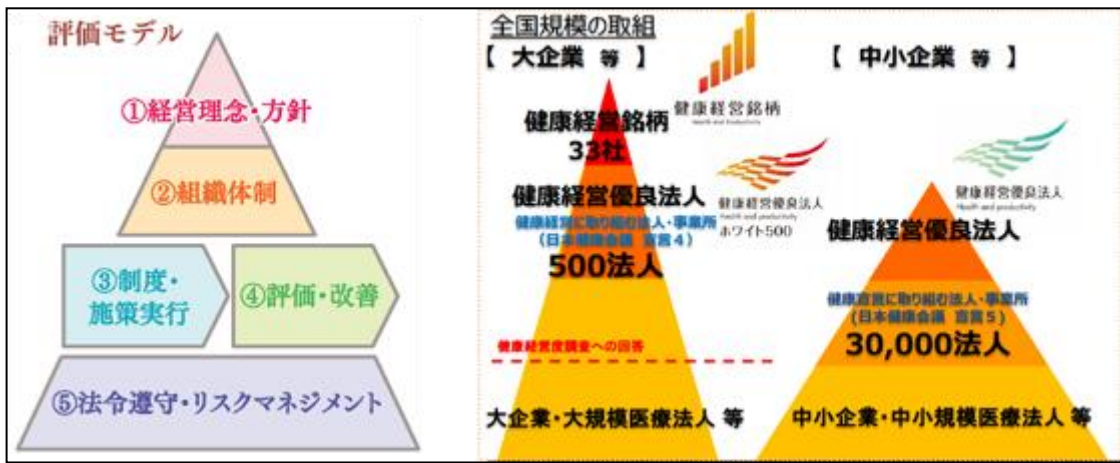 評価モデル
①経営理念・方針
②組織体制
③制度・
施策実行
④評価・改善
⑤法令遵守・リスクマネジメント
全国規模の取組
【 大企業 等 】
健康経営銘柄
Health and Productivity
健康経営銘柄
33社
健康経営優良法人
健康経営に取り組む法人・事業所
(日本健康会議 宣言4)
500法人
健康経営優良法人
Health and productivity
ホワイト500
健康経営度調査への回答
大企業・大規模医療法人 等
【 中小企業 等 】
健康経営優良法人
Health and productivity
健康経営優良法人
健康宣言に取り組む法人・事業所
(日本健康会議 宣言5)
30,000法人
中小企業・中小規模医療法人 等